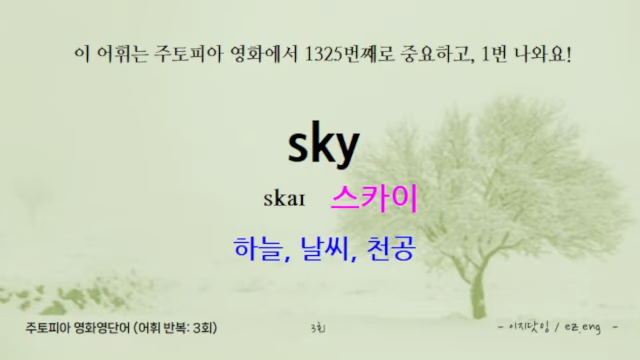 이 어휘는 주토피아 영화에서 1325번째로 중요하고, 1번 나와요!
sky
skaɪ 스카이
하늘, 날씨, 천공
주토피아 영화영단어 (어휘 반복: 3회) 3회 - 이지닷잉 / ez.eng -